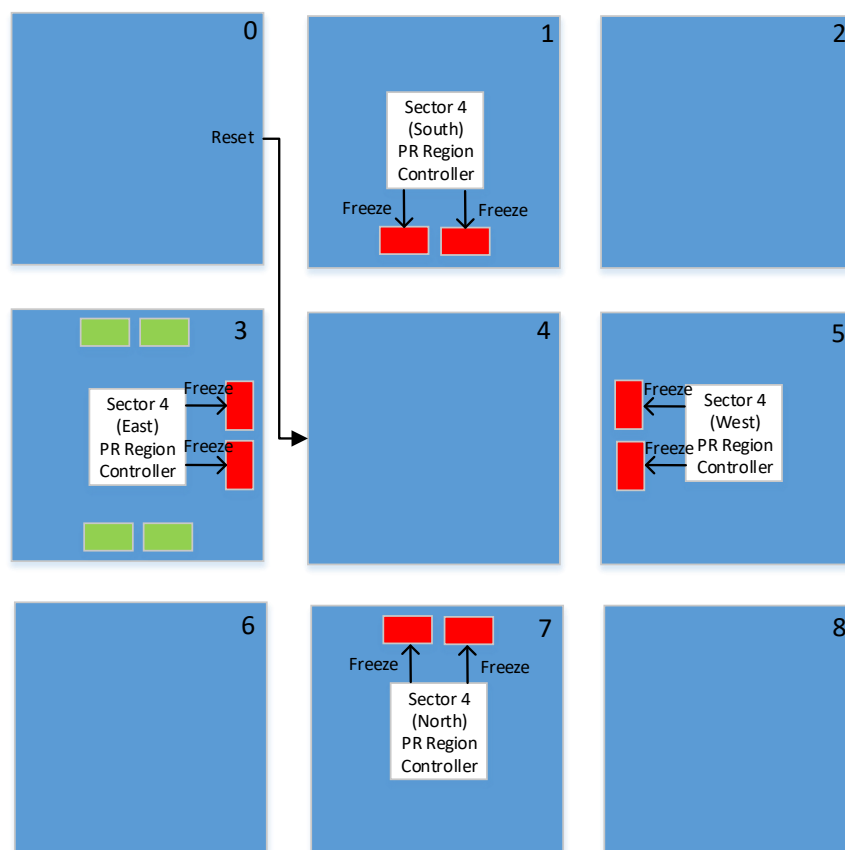 0
1
2
Reset
Sector 4
(South)
PR Region
Controller
Freeze
Freeze
3
4
5
Freeze
Freeze
Sector 4
(East)
PR Region
Controller
Freeze
Freeze
Sector 4
(West)
PR Region
Controller
6
7
8
Freeze
Freeze
Sector 4
(North)
PR Region
Controller